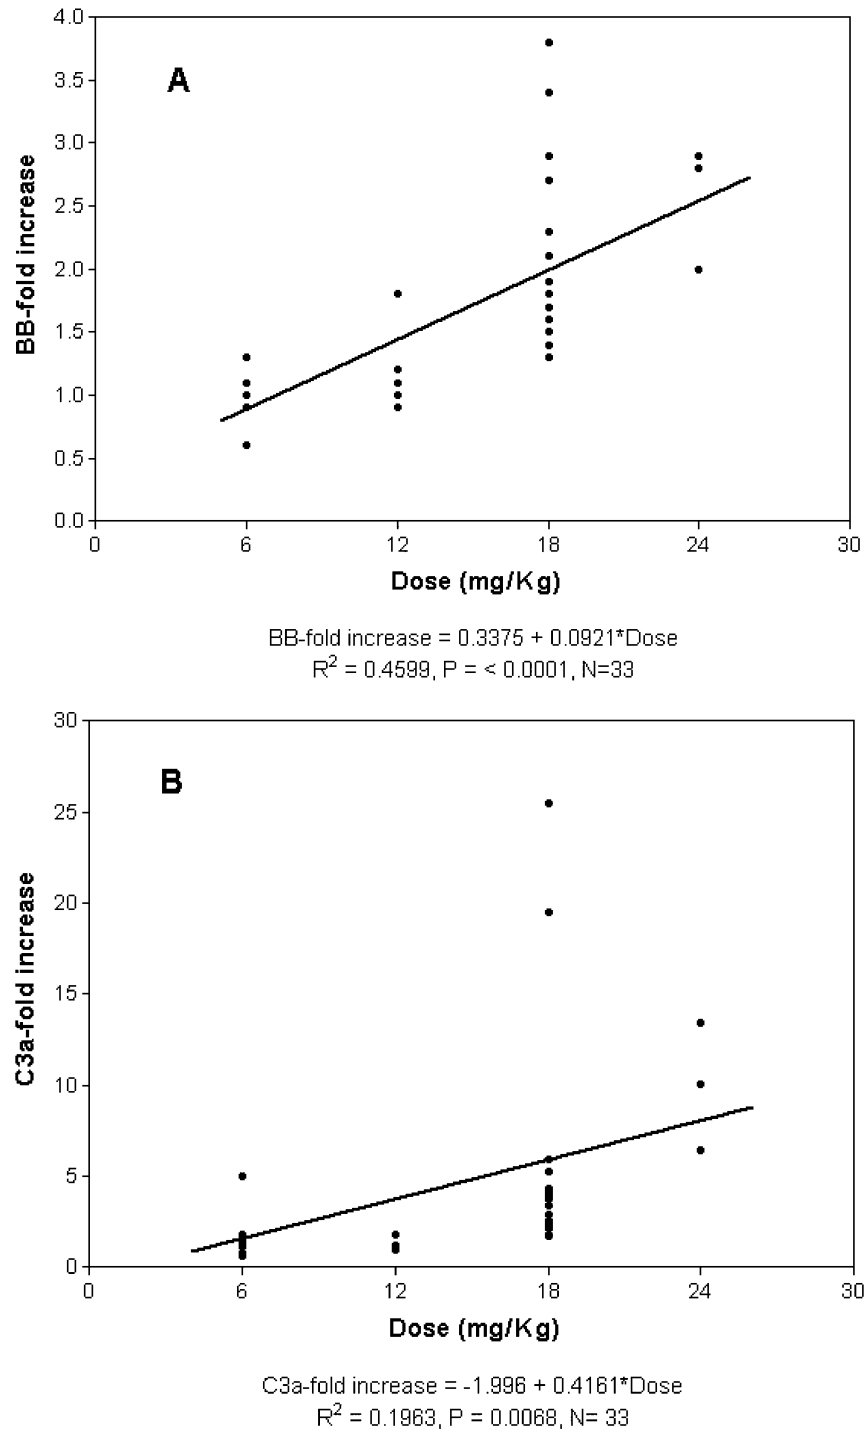 4.0
A
3.5
3.0
2.5
2.0
1.5
1.0
0.5
0.0
BB-fold increase
0 6 12 18 24 30
Dose (mg/Kg)
BB-fold increase = 0.3375 + 0.0921*Dose
R² = 0.4599, P = < 0.0001, N=33
30
B
25
20
15
10
5
0
C3a-fold increase
0 6 12 18 24 30
Dose (mg/Kg)
C3a-fold increase = -1.996 + 0.4161*Dose
R² = 0.1963, P = 0.0068, N= 33